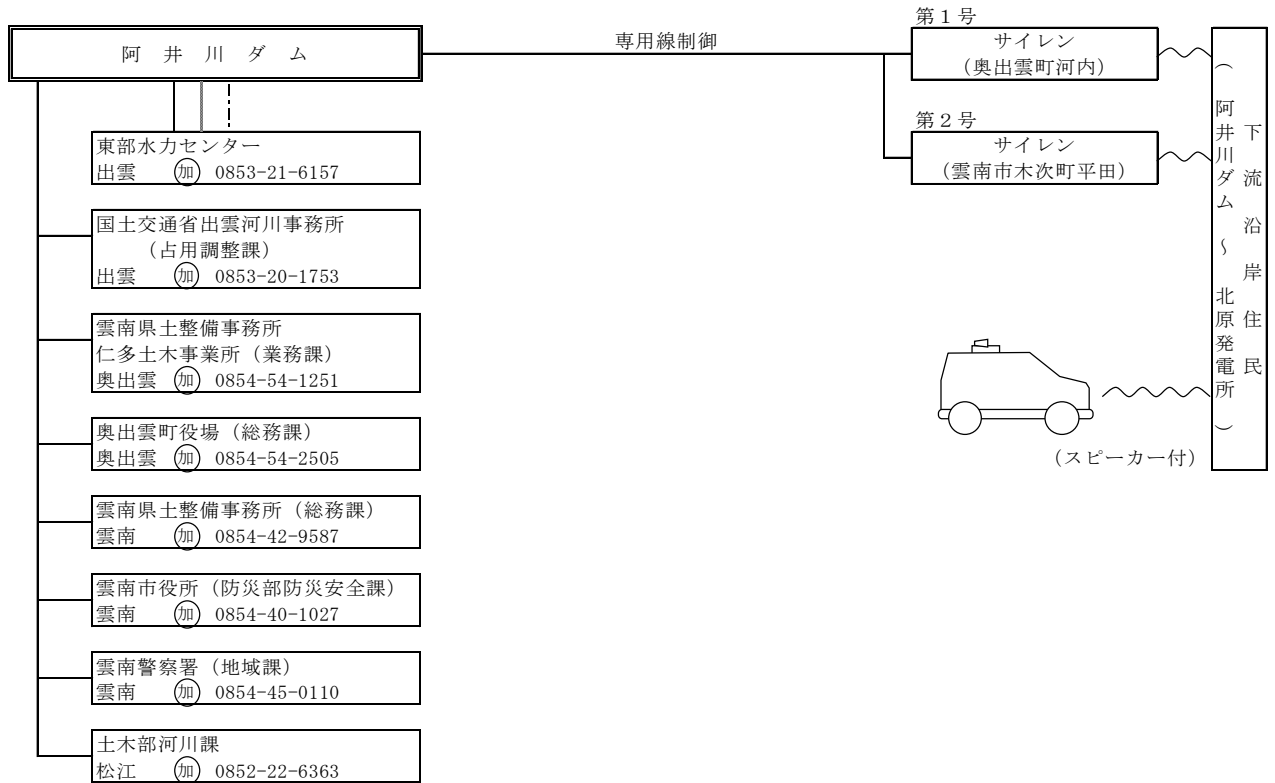 阿井川ダム
専用線制御
第1号
サイレン
(奥出雲町河内)
第2号
サイレン
(雲南市木次町平田)
下流沿岸住民
(阿井川ダム~北原発電所)
(スピーカー付)
東部水力センター
出雲 加 0853-21-6157
国土交通省出雲河川事務所
(占用調整課)
出雲 加 0853-20-1753
雲南県土整備事務所
仁多土木事業所(業務課)
奥出雲 加 0854-54-1251
奥出雲町役場(総務課)
奥出雲 加 0854-54-2505
雲南県土整備事務所(総務課)
雲南 加 0854-42-9587
雲南市役所(防災部防災安全課)
雲南 加 0854-40-1027
雲南警察署(地域課)
雲南 加 0854-45-0110
土木部河川課
松江 加 0852-22-6363